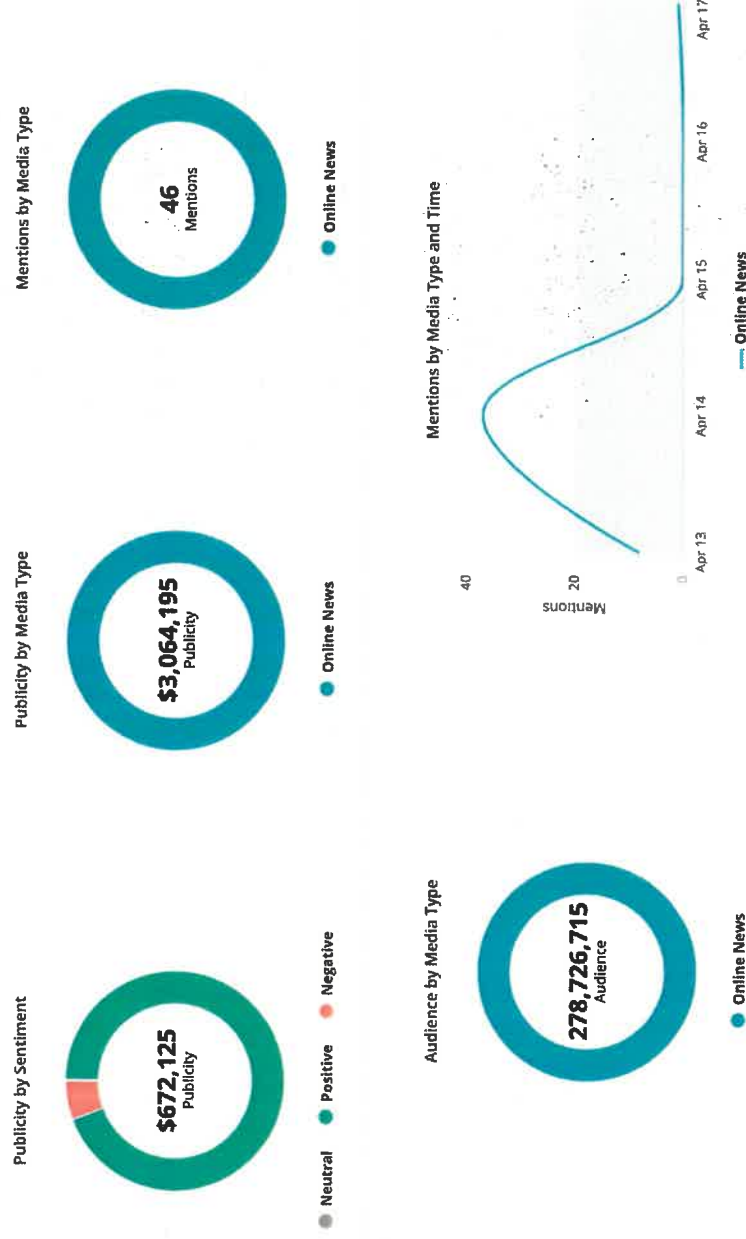 Publicity by Sentiment
$672,125
Publicity
Neutral
Positive
Negative
Publicity by Media Type
$3,064,195
Publicity
Online News
Mentions by Media Type
46
Mentions
Online News
Audience by Media Type
278,726,715
Audience
Online News
Mentions by Media Type and Time
Mentions
40
20
0
Apr 13
Apr 14
Apr 15
Apr 16
Apr 17
Online News